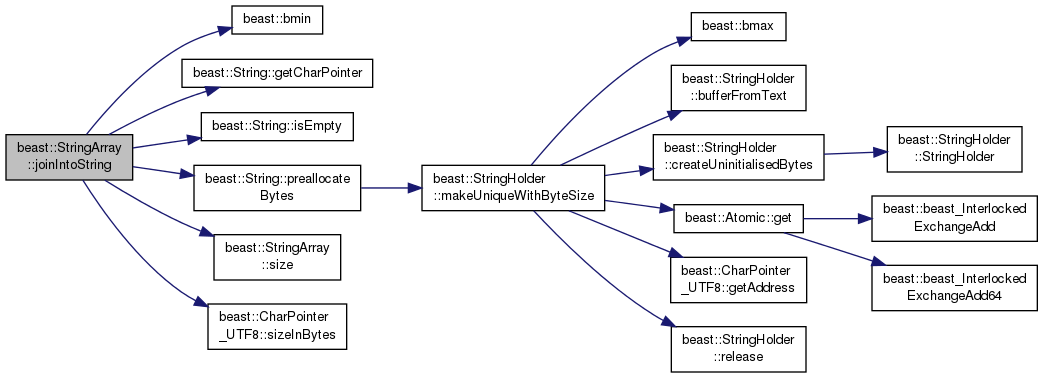 beast::StringArray
::joinIntoString
beast::bmin
beast::String::getCharPointer
beast::String::isEmpty
beast::String::preallocate
Bytes
beast::StringArray
::size
beast::CharPointer
_UTF8::sizeInBytes
beast::StringHolder
::makeUniqueWithByteSize
beast::bmax
beast::StringHolder
::bufferFromText
beast::StringHolder
::createUninitialisedBytes
beast::Atomic::get
beast::CharPointer
_UTF8::getAddress
beast::StringHolder
::release
beast::StringHolder
::StringHolder
beast::beast_Interlocked
ExchangeAdd
beast::beast_Interlocked
ExchangeAdd64